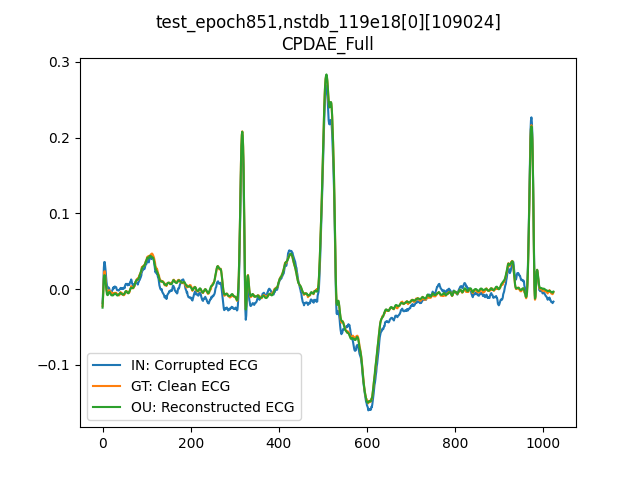 test_epoch851,nstdb_119e18[0][109024]
CPDAE_Full
0.3
0.2
0.1
0.0
−0.1
IN: Corrupted ECG
GT: Clean ECG
OU: Reconstructed ECG
0 200 400 600 800 1000